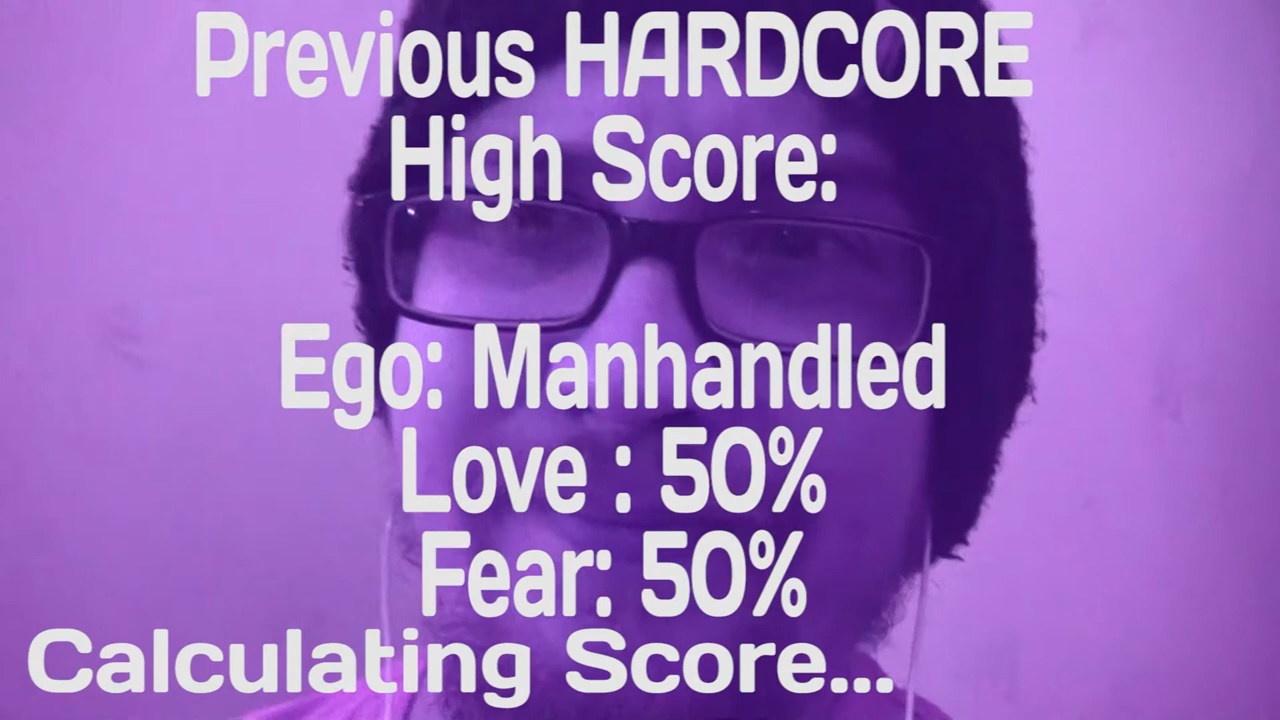 Previous HARDCORE
High Score:
Ego: Manhandled
Love : 50%
Fear: 50%
Calculating Score...